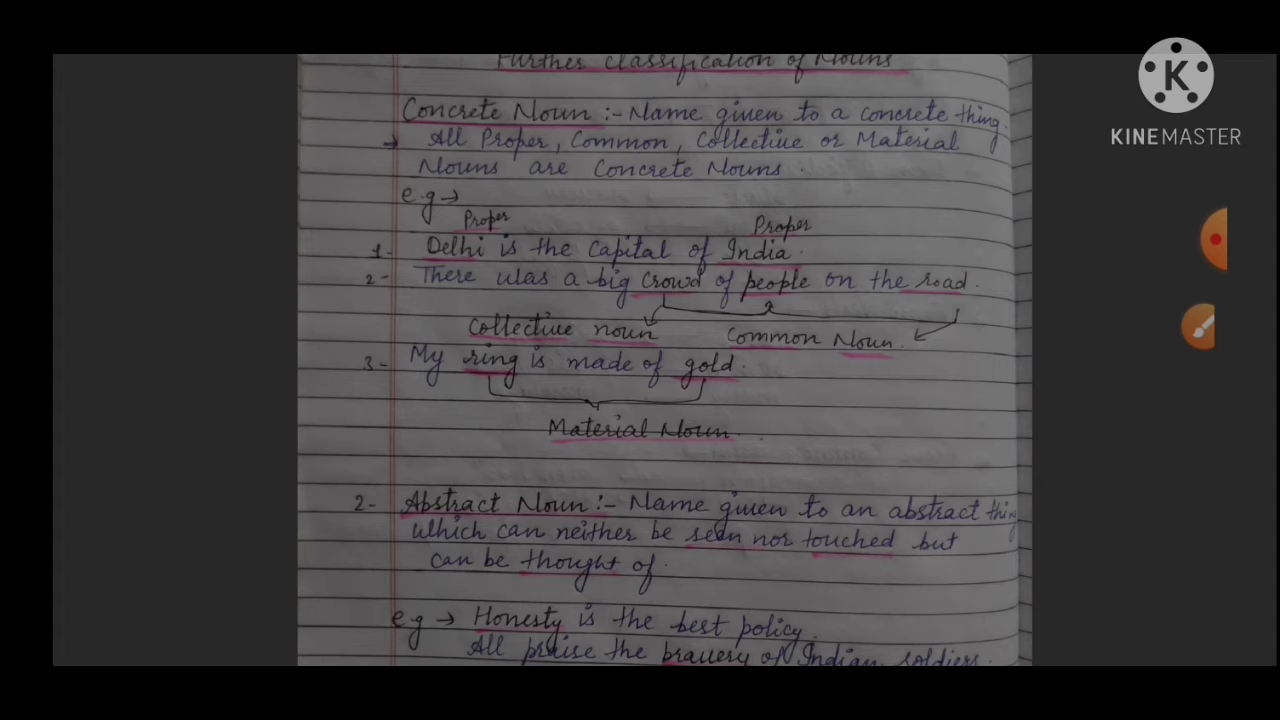 Further Classification of Nouns
KINEMASTER
Concrete Noun :- Name given to a concrete thing.
→ All Proper, Common, Collective or Material
Nouns are Concrete Nouns.
e.g →
Proper Proper
1- Delhi is the capital of India.
2- There was a big crowd of people on the road.
Collective noun Common Noun.
3- My ring is made of gold.
Material Noun.
2- Abstract Noun :- Name given to an abstract thing
which can neither be seen nor touched but
can be thought of.
e.g → Honesty is the best policy.
All praise the bravery of Indian soldiers.